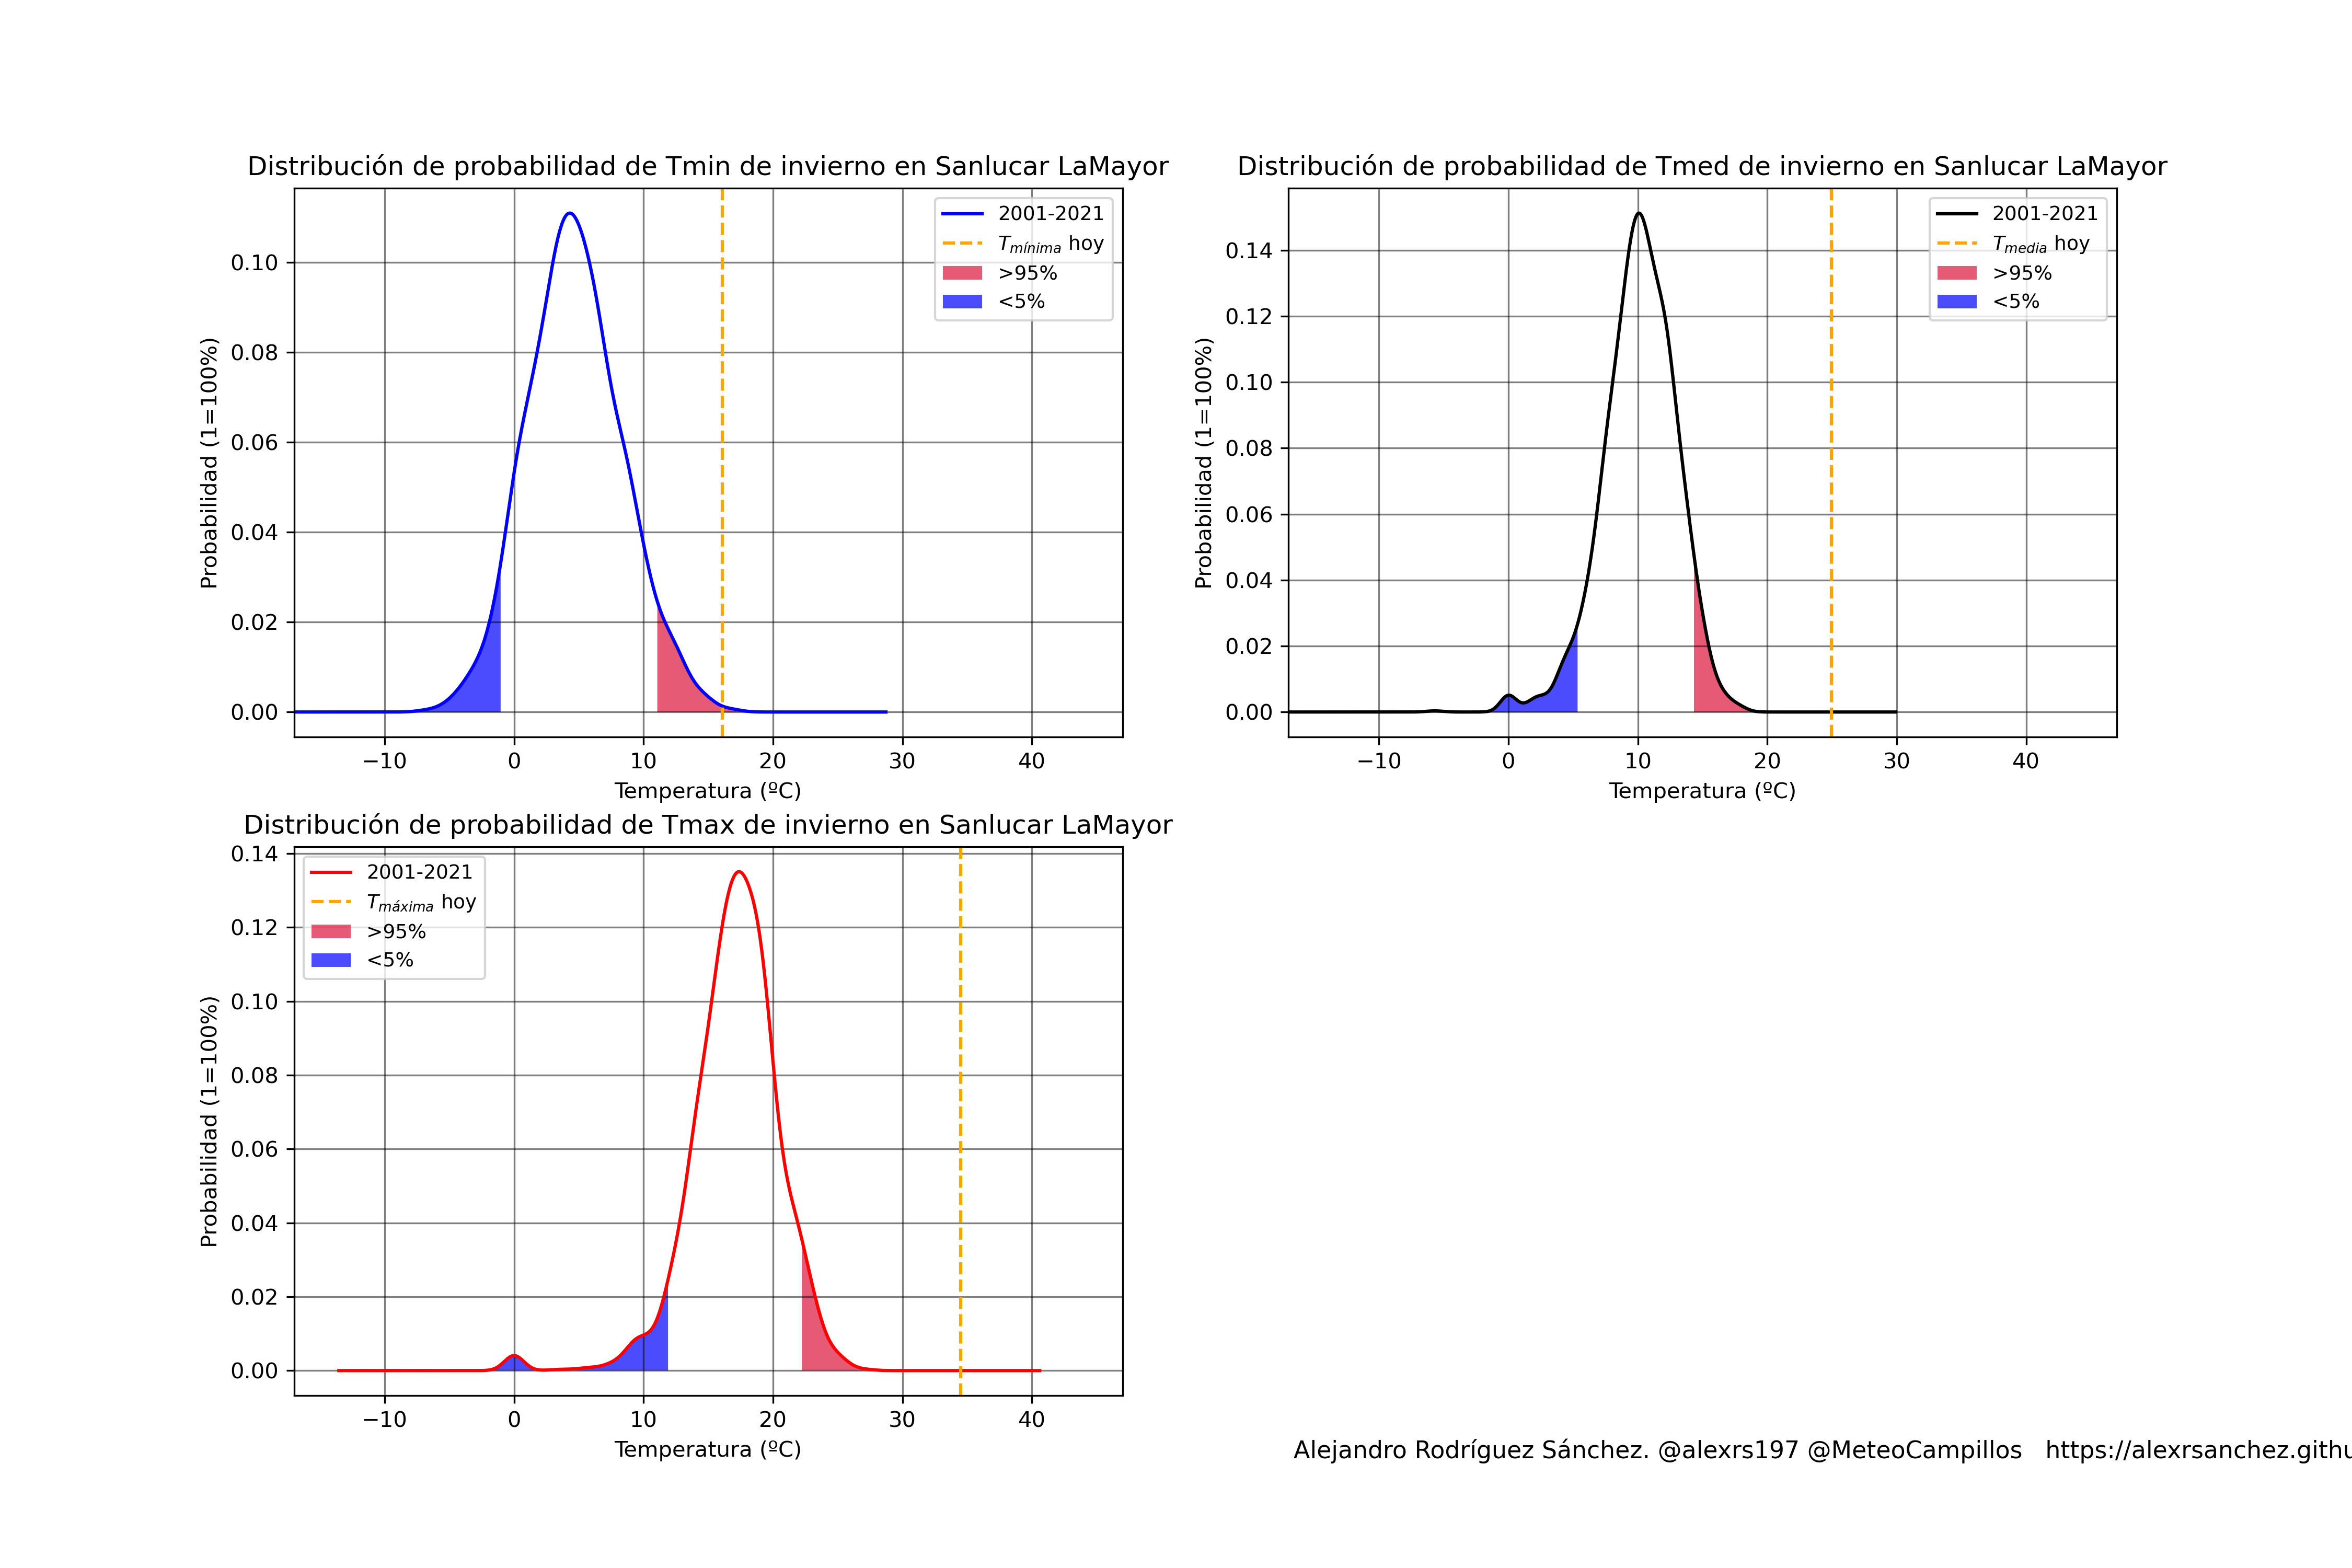 Distribución de probabilidad de Tmin de invierno en Sanlucar LaMayor
0.10
0.08
0.06
0.04
0.02
0.00
Probabilidad (1=100%)
2001-2021
Tmínima hoy
>95%
<5%
−10 0 10 20 30 40
Temperatura (ºC)
Distribución de probabilidad de Tmed de invierno en Sanlucar LaMayor
0.14
0.12
0.10
0.08
0.06
0.04
0.02
0.00
Probabilidad (1=100%)
2001-2021
Tmedia hoy
>95%
<5%
−10 0 10 20 30 40
Temperatura (ºC)
Distribución de probabilidad de Tmax de invierno en Sanlucar LaMayor
0.14
0.12
0.10
0.08
0.06
0.04
0.02
0.00
Probabilidad (1=100%)
2001-2021
Tmáxima hoy
>95%
<5%
−10 0 10 20 30 40
Temperatura (ºC)
Alejandro Rodríguez Sánchez. @alexrs197 @MeteoCampillos https://alexrsanchez.githu